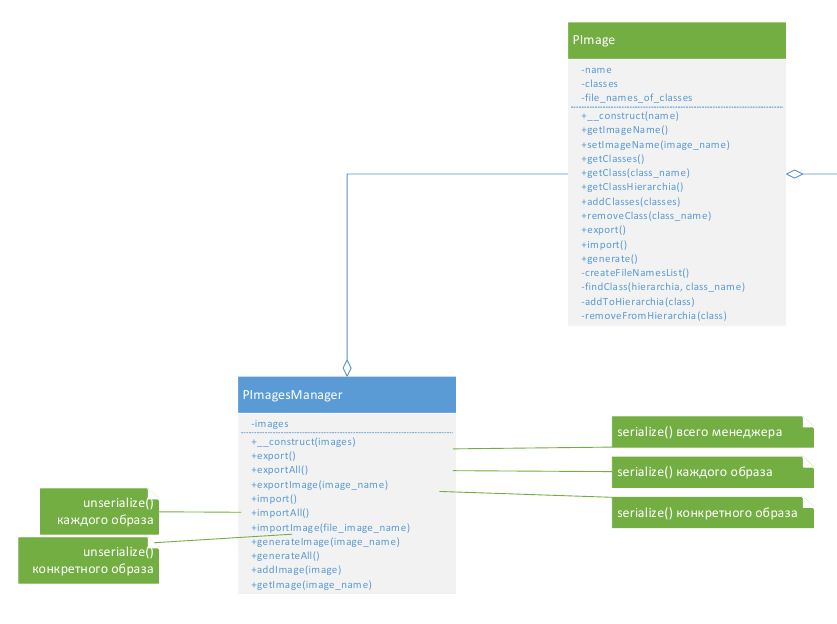 PImage
-name
-classes
-file_names_of_classes
+__construct(name)
+getImageName()
+setImageName(image_name)
+getClasses()
+getClass(class_name)
+getClassHierarchia()
+addClasses(classes)
+removeClass(class_name)
+export()
+import()
+generate()
-createFileNamesList()
-findClass(hierarchia, class_name)
-addToHierarchia(class)
-removeFromHierarchia(class)
PImagesManager
-images
+__construct(images)
+export()
+exportAll()
+exportImage(image_name)
+import()
+importAll()
+importImage(file_image_name)
+generateImage(image_name)
+generateAll()
+addImage(image)
+getImage(image_name)
serialize() всего менеджера
serialize() каждого образа
serialize() конкретного образа
unserialize()
каждого образа
unserialize()
конкретного образа